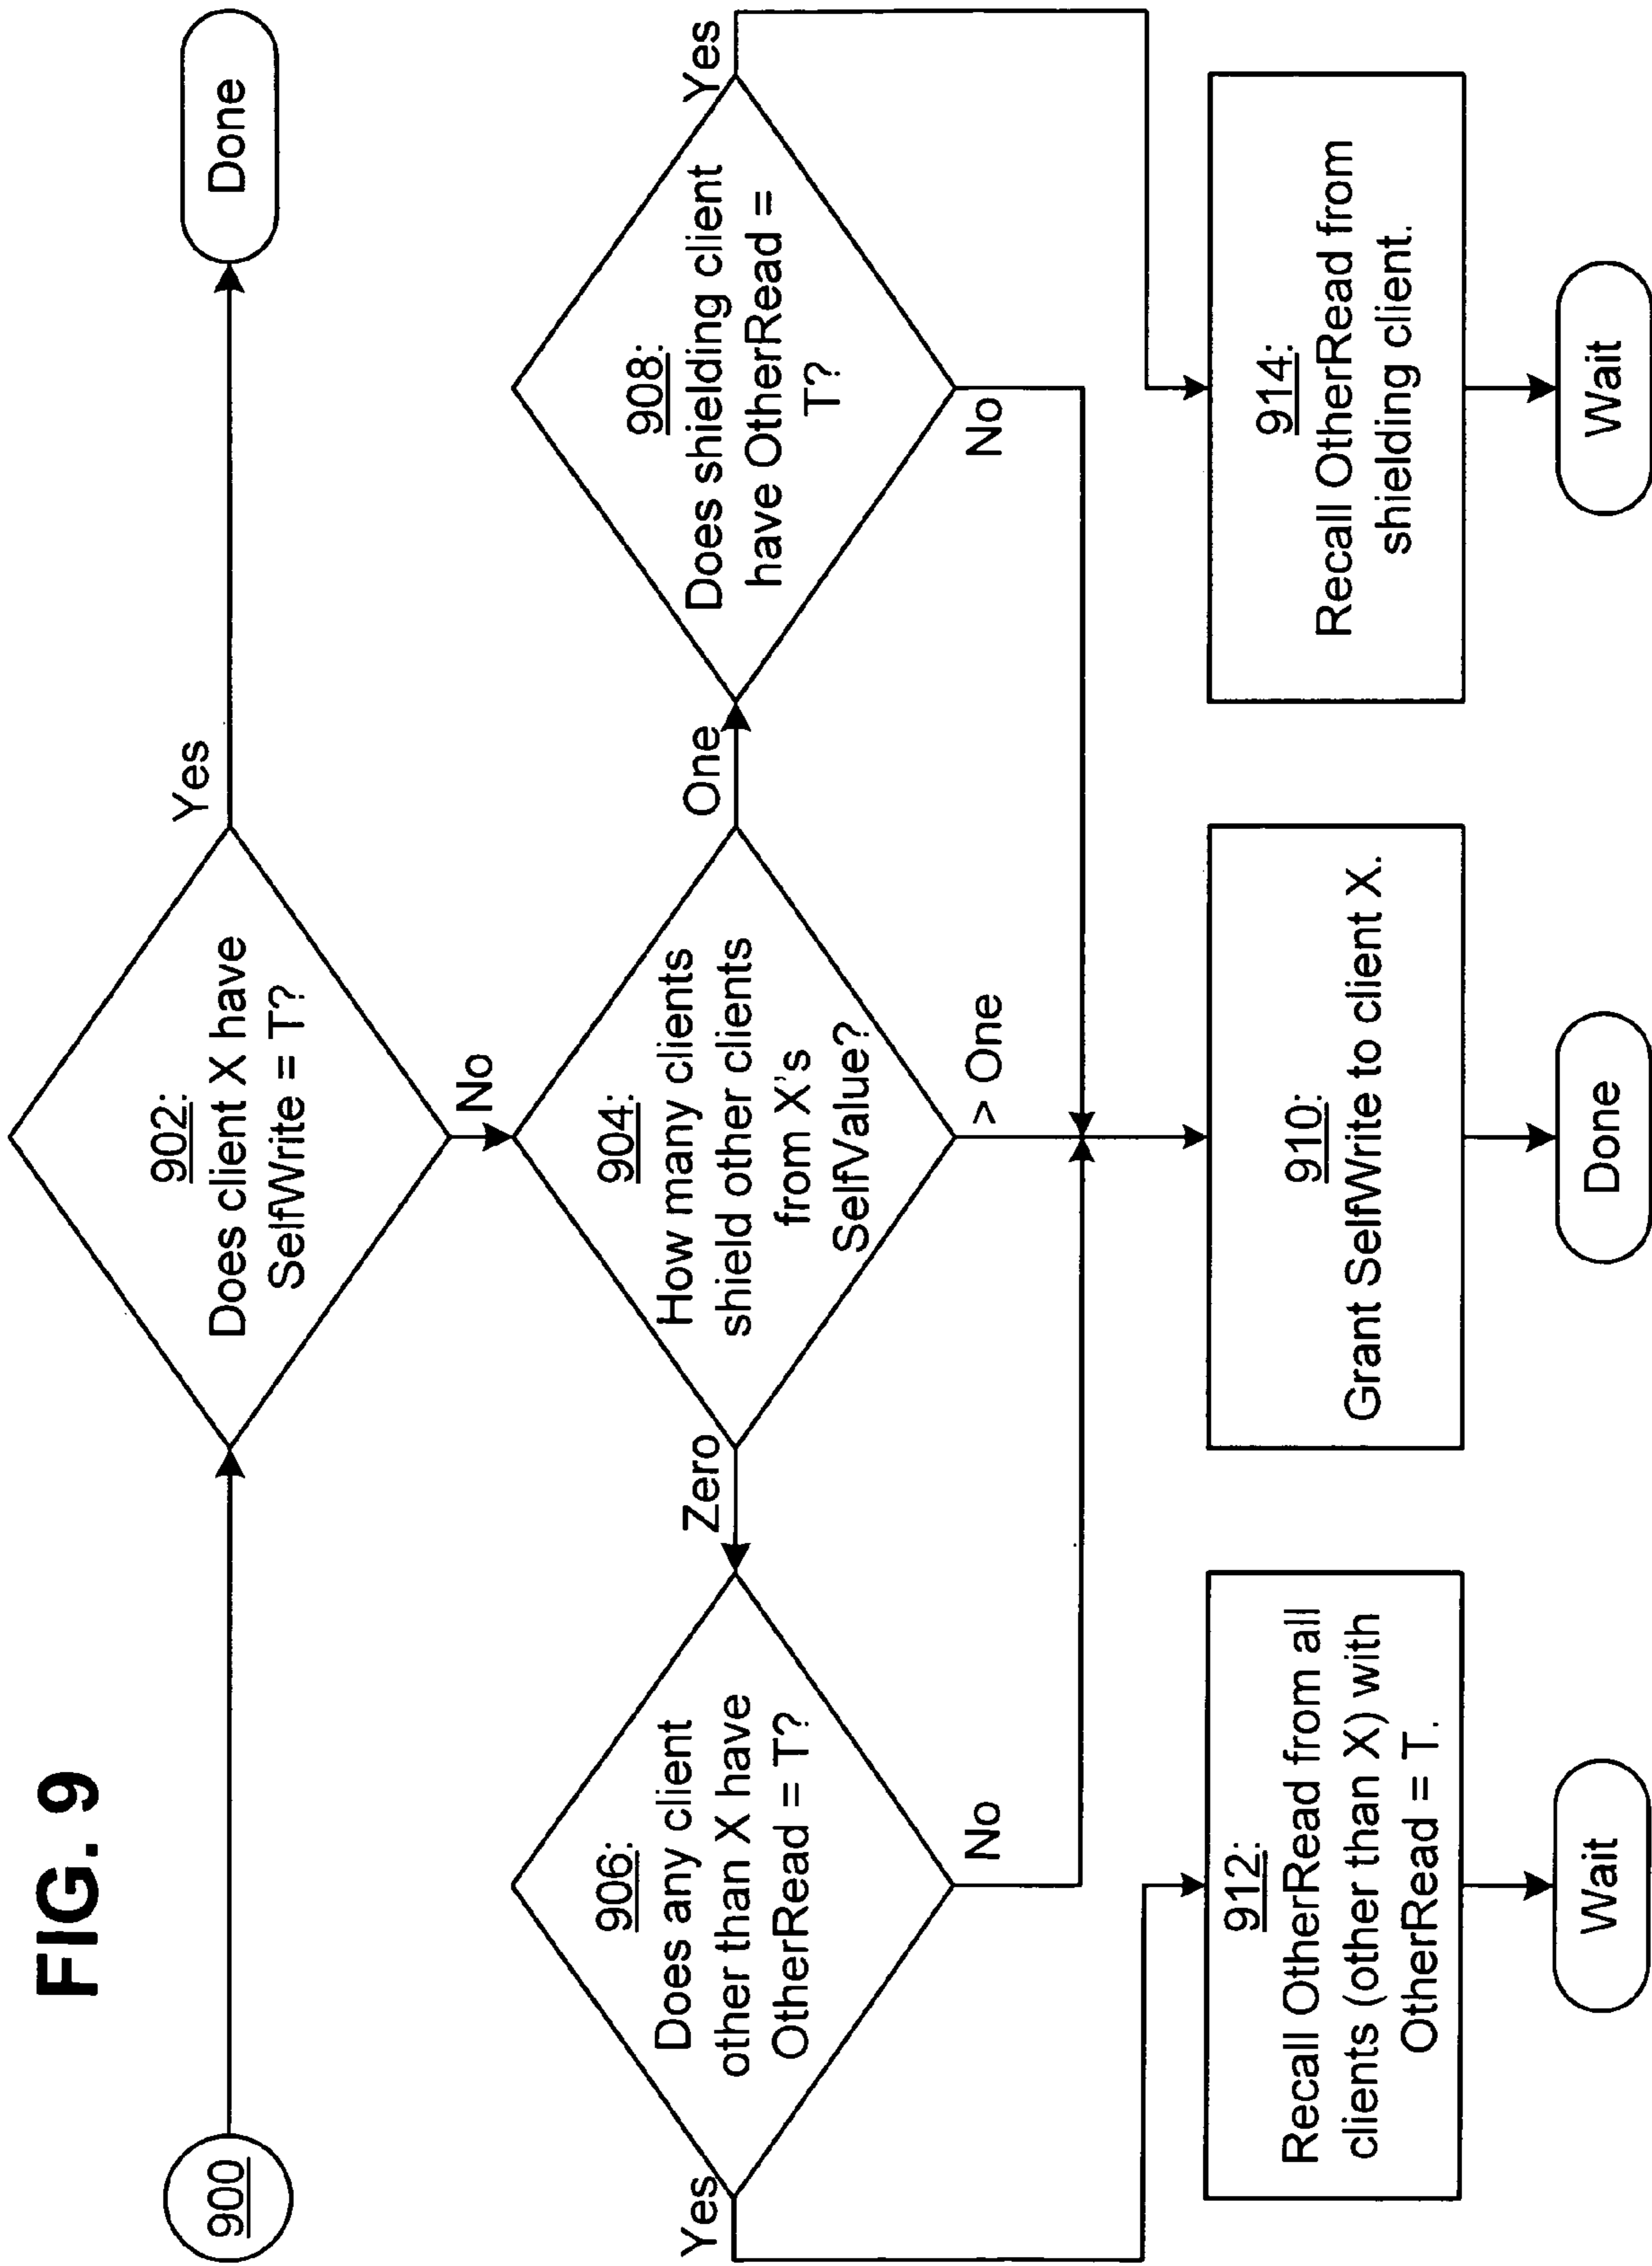 FIG. 9
900
902:
Does client X have
SelfWrite = T?
Yes
Done
No
906:
Does any client
other than X have
OtherRead = T?
Yes
No
Zero
904:
How many clients
shield other clients
from X's
SelfValue?
One
> One
908:
Does shielding client
have OtherRead =
T?
Yes
No
912:
Recall OtherRead from all
clients (other than X) with
OtherRead = T.
910:
Grant SelfWrite to client X.
914:
Recall OtherRead from
shielding client.
Wait
Done
Wait